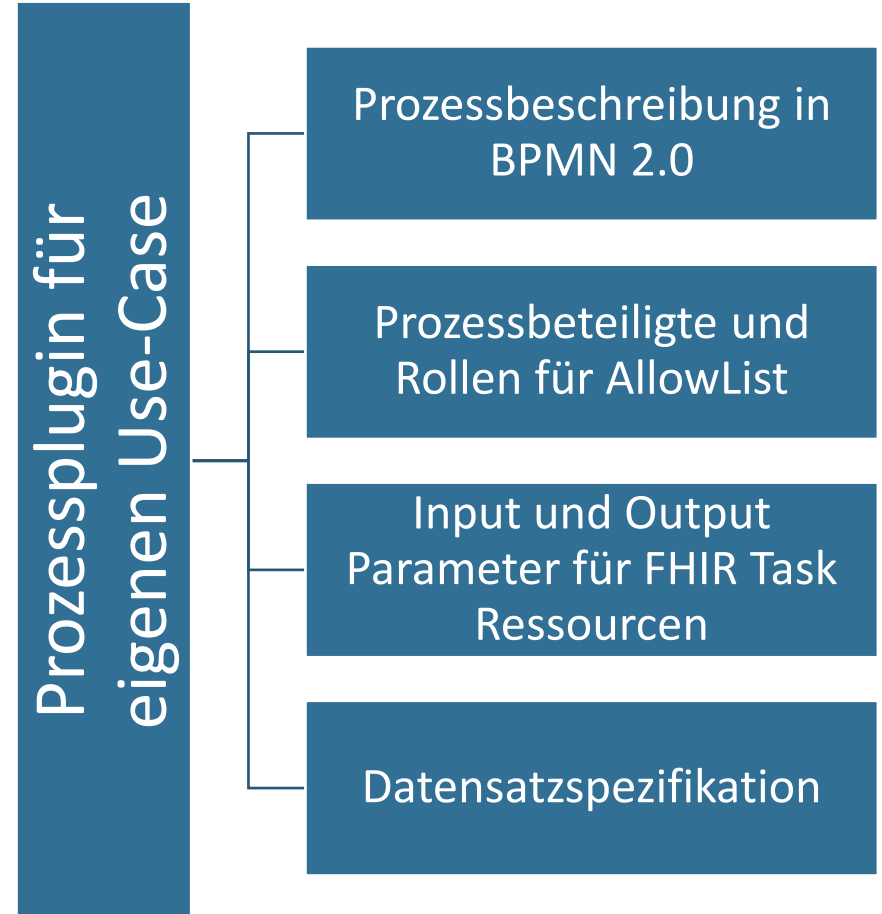 Prozessplugin für
eigenen Use-Case
Prozessbeschreibung in
BPMN 2.0
Prozessbeteiligte und
Rollen für AllowList
Input und Output
Parameter für FHIR Task
Ressourcen
Datensatzspezifikation